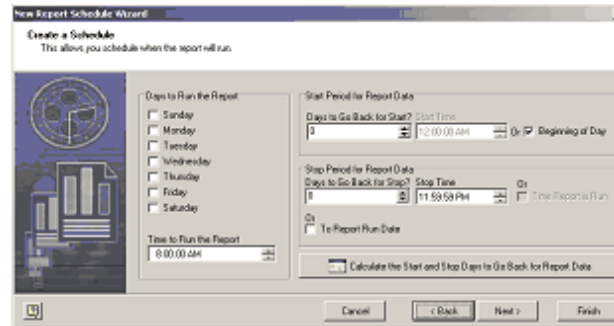 New Report Schedule Wizard
Create a Schedule
This allows you schedule when the report will run.
Days to Run the Report
Sunday
Monday
Tuesday
Wednesday
Thursday
Friday
Saturday
Time to Run the Report
8:00:00 AM
Start Period for Report Data
Days to Go Back for Start? Start Time
0 12:00:00 AM Or Beginning of Day
Stop Period for Report Data
Days to Go Back for Stop? Stop Time Or
0 11:59:59 PM Time Report is Run
Or
To Report Run Date
Calculate the Start and Stop Days to Go Back for Report Data
Cancel < Back Next > Finish